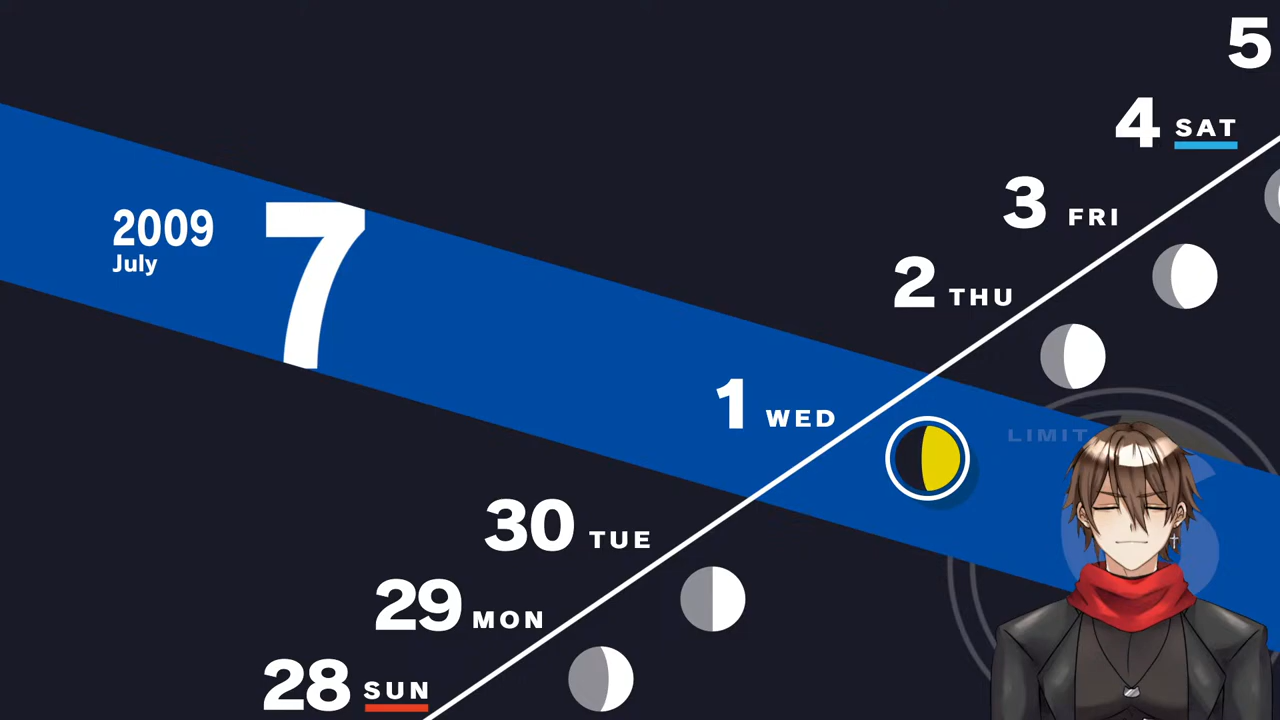 5
4 SAT
3 FRI
2 THU
2009
July
7
1 WED
LIMIT
30 TUE
29 MON
28 SUN